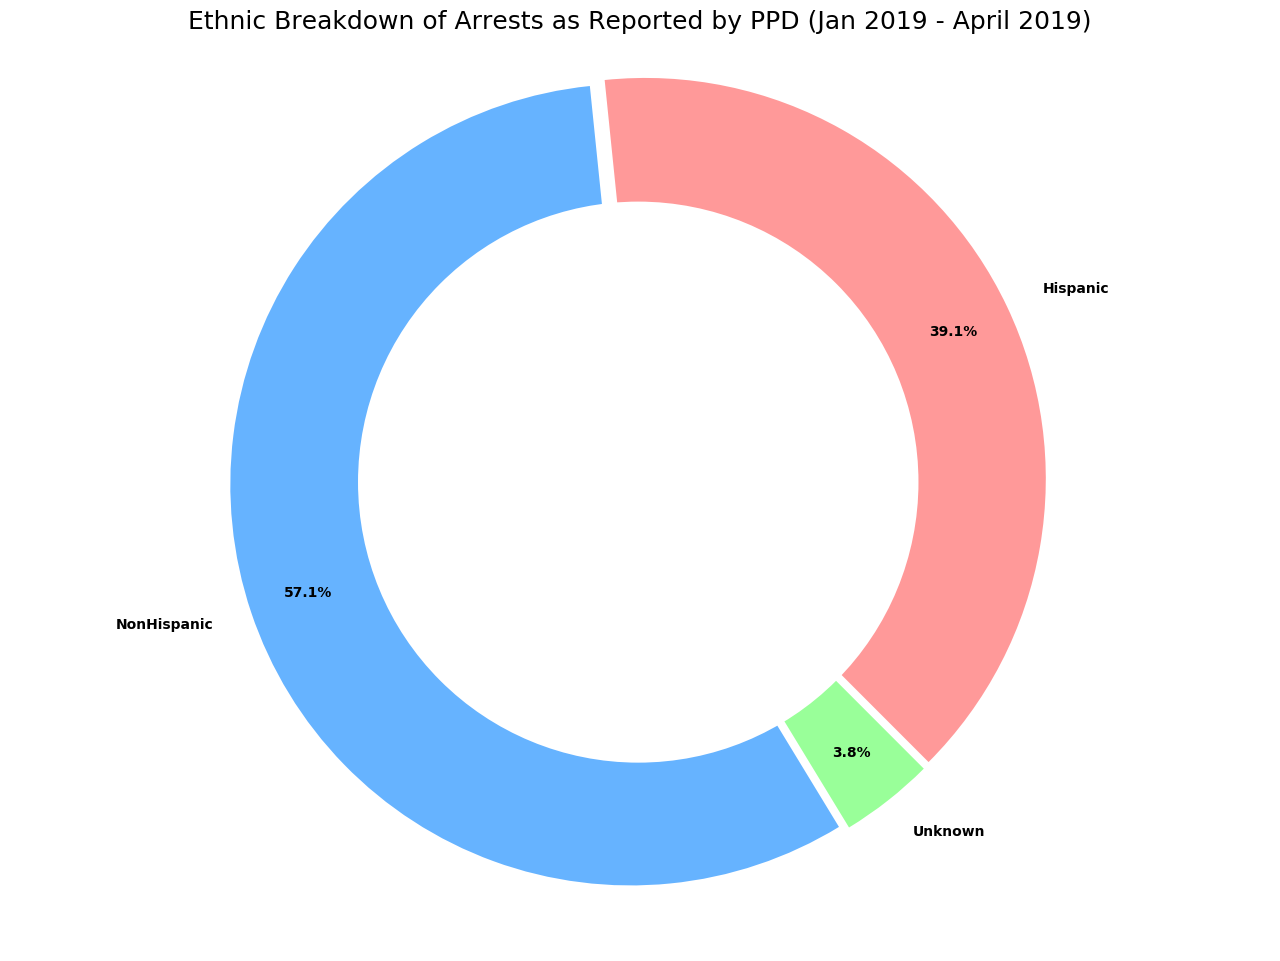 Ethnic Breakdown of Arrests as Reported by PPD (Jan 2019 - April 2019)
Hispanic
39.1%
57.1%
NonHispanic
3.8%
Unknown